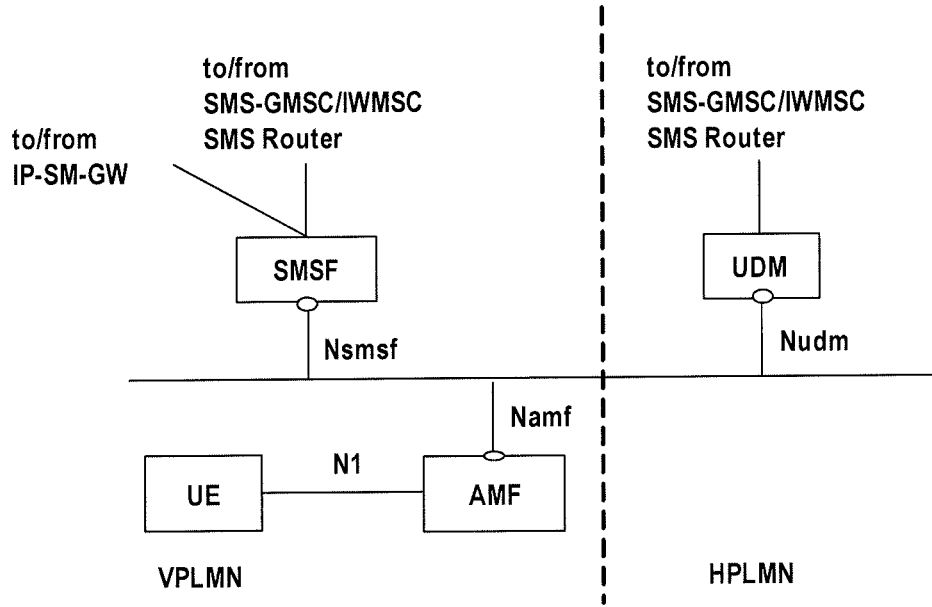 to/from
SMS-GMSC/IWMSC
SMS Router
to/from
IP-SM-GW
SMSF
Nsmsf
Namf
UE
N1
AMF
VPLMN
to/from
SMS-GMSC/IWMSC
SMS Router
UDM
Nudm
HPLMN